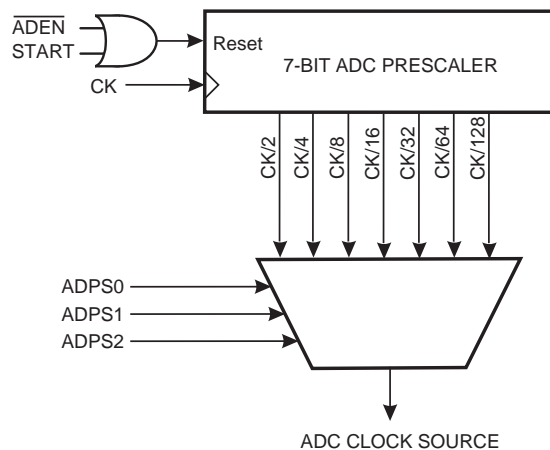 ADEN
START
Reset
7-BIT ADC PRESCALER
CK
CK/2
CK/4
CK/8
CK/16
CK/32
CK/64
CK/128
ADPS0
ADPS1
ADPS2
ADC CLOCK SOURCE